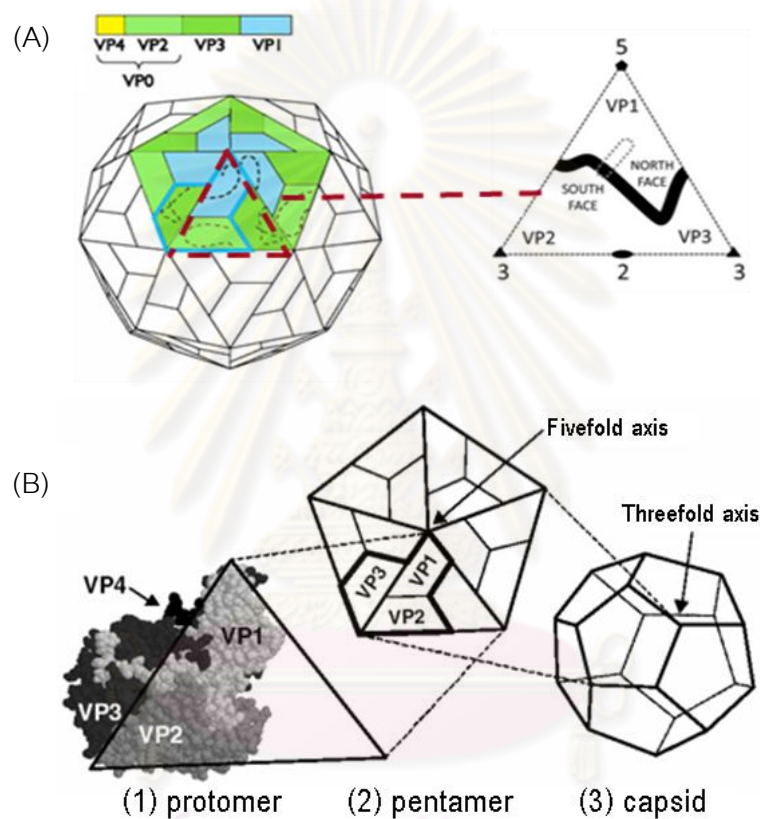 (A)
VP4 VP2 VP3 VP1
VP0
5
VP1
NORTH
FACE
SOUTH
FACE
VP2 VP3
3 2 3
(B)
Fivefold axis
Threefold axis
VP4
VP1
VP3
VP2
VP3
VP1
VP2
(1) protomer (2) pentamer (3) capsid